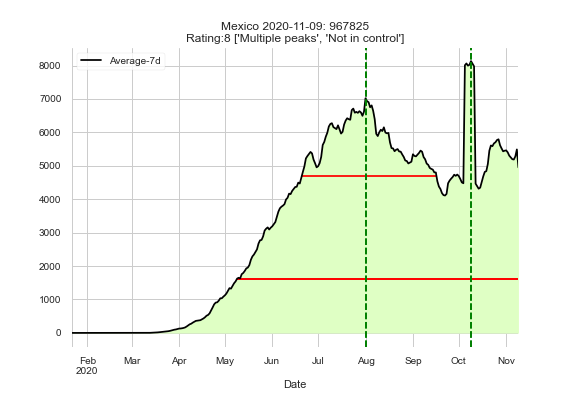 Mexico 2020-11-09: 967825
Rating:8 ['Multiple peaks', 'Not in control']
Average-7d
8000
7000
6000
5000
4000
3000
2000
1000
0
Feb Mar Apr May Jun Jul Aug Sep Oct Nov
2020
Date